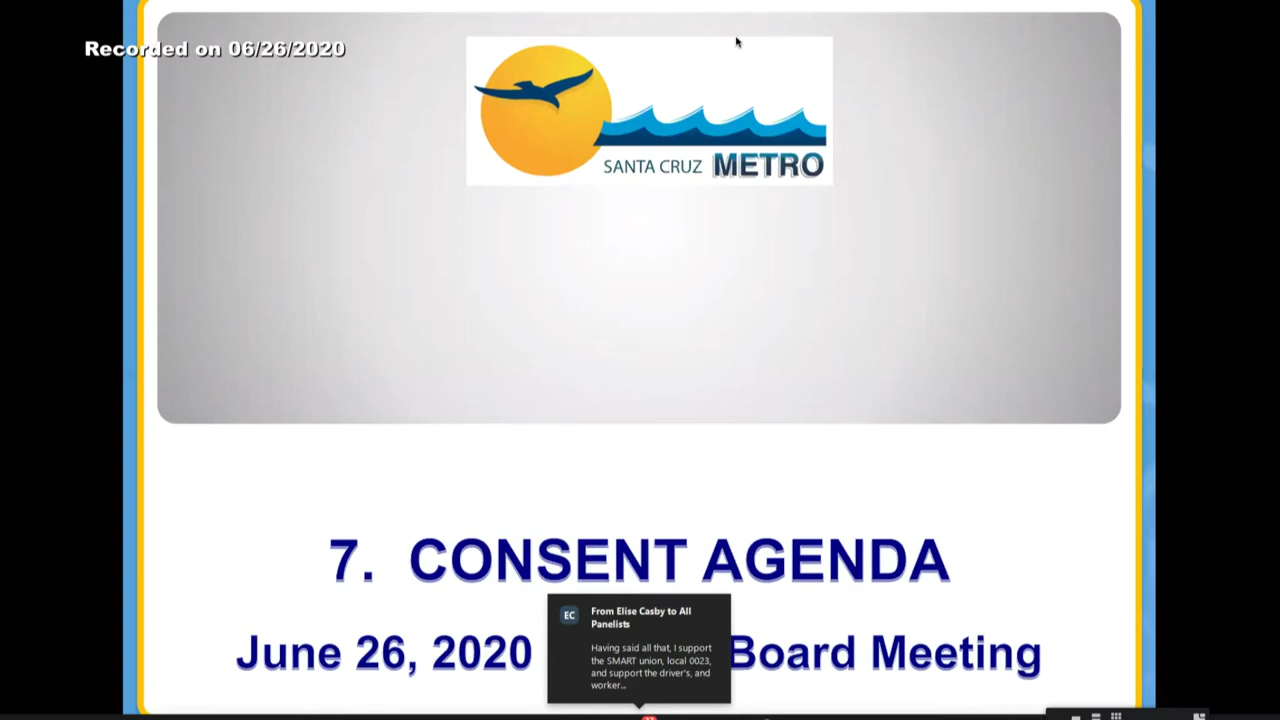 Recorded on 06/26/2020
SANTA CRUZ METRO
7. CONSENT AGENDA
June 26, 2020 Board Meeting
EC
From Elise Casby to All
Panelists
Having said all that, I support
the SMART union, local 0023,
and support the driver's, and
worker...